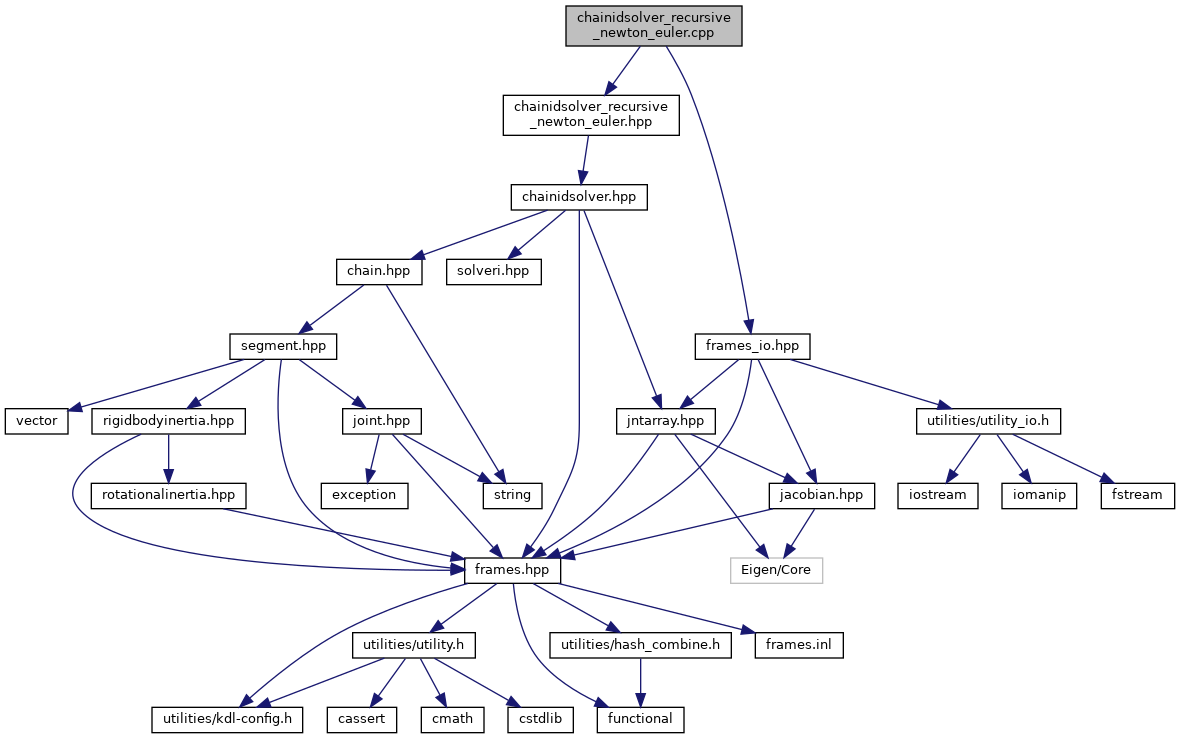 chainidsolver_recursive
_newton_euler.cpp
chainidsolver_recursive
_newton_euler.hpp
chainidsolver.hpp
chain.hpp
solveri.hpp
segment.hpp
frames_io.hpp
vector
rigidbodyinertia.hpp
joint.hpp
jntarray.hpp
utilities/utility_io.h
rotationalinertia.hpp
exception
string
jacobian.hpp
iostream
iomanip
fstream
frames.hpp
Eigen/Core
utilities/utility.h
utilities/hash_combine.h
frames.inl
utilities/kdl-config.h
cassert
cmath
cstdlib
functional